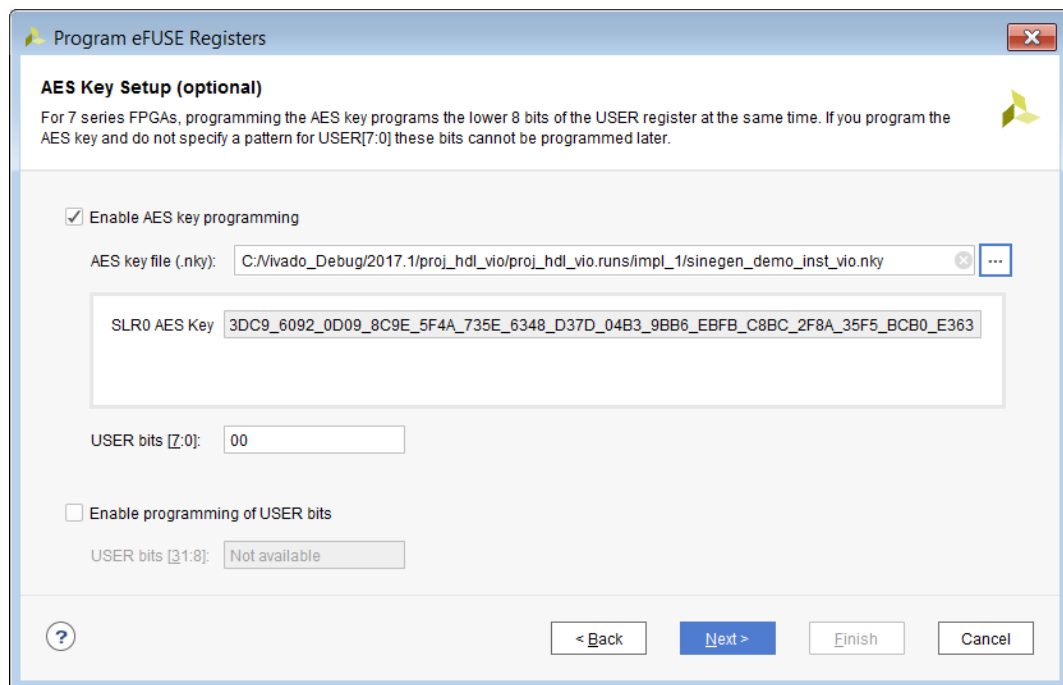 Program eFUSE Registers
AES Key Setup (optional)
For 7 series FPGAs, programming the AES key programs the lower 8 bits of the USER register at the same time. If you program the
AES key and do not specify a pattern for USER[7:0] these bits cannot be programmed later.
Enable AES key programming
AES key file (.nky): C:/Vivado_Debug/2017.1/proj_hdl_vio/proj_hdl_vio.runs/impl_1/sinegen_demo_inst_vio.nky ...
SLR0 AES Key 3DC9_6092_0D09_8C9E_5F4A_735E_6348_D37D_04B3_9BB6_EBFB_C8BC_2F8A_35F5_BCB0_E363
USER bits [7:0]: 00
Enable programming of USER bits
USER bits [31:8]: Not available
? < Back Next > Finish Cancel